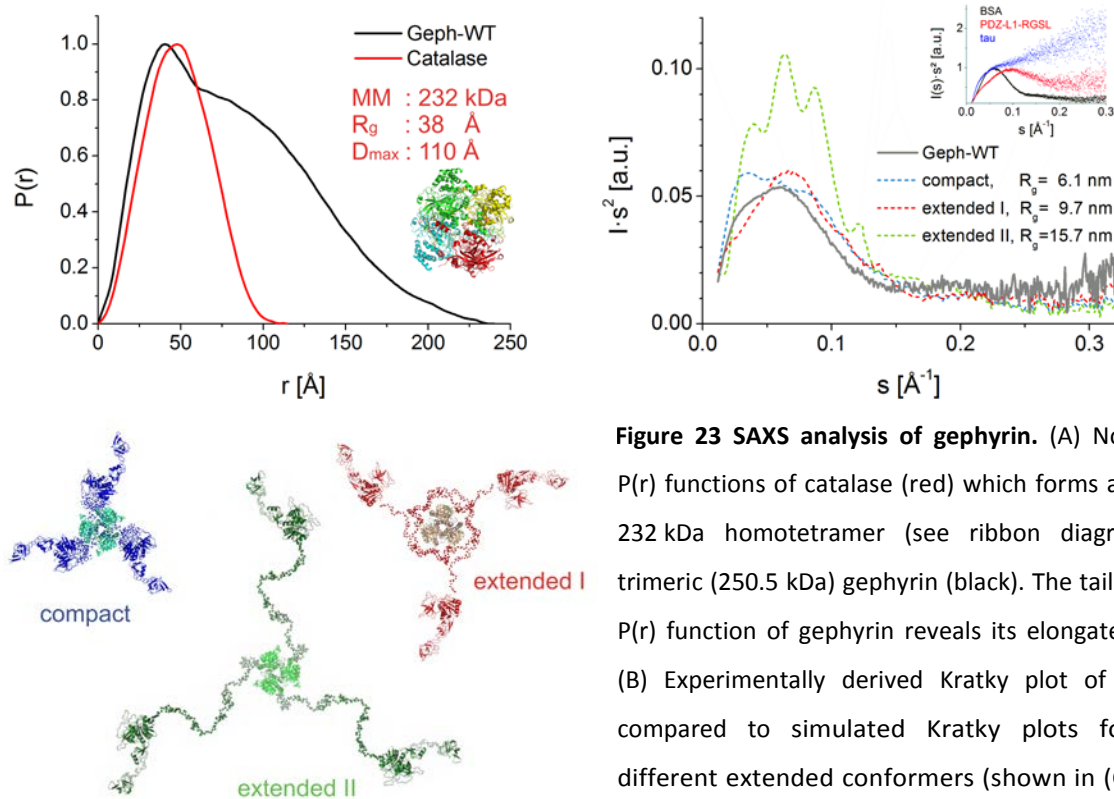 1.0
0.8
0.6
0.4
0.2
0.0
P(r)
0 50 100 150 200 250
r [Å]
Geph-WT
Catalase
MM : 232 kDa
Rg : 38 Å
Dmax : 110 Å
0.10
0.05
0.00
I·s² [a.u.]
0.0 0.1 0.2 0.3
s [Å⁻¹]
BSA
PDZ-L1-RGSL
tau
2
1
0
I(s)·s² [a.u.]
0.0 0.1 0.2 0.3
s [Å⁻¹]
Geph-WT
compact, Rg= 6.1 nm
extended I, Rg= 9.7 nm
extended II, Rg=15.7 nm
compact
extended I
extended II
Figure 23 SAXS analysis of gephyrin. (A) No
P(r) functions of catalase (red) which forms a
232 kDa homotetramer (see ribbon diagr
trimeric (250.5 kDa) gephyrin (black). The tail
P(r) function of gephyrin reveals its elongate
(B) Experimentally derived Kratky plot of
compared to simulated Kratky plots fo
different extended conformers (shown in (